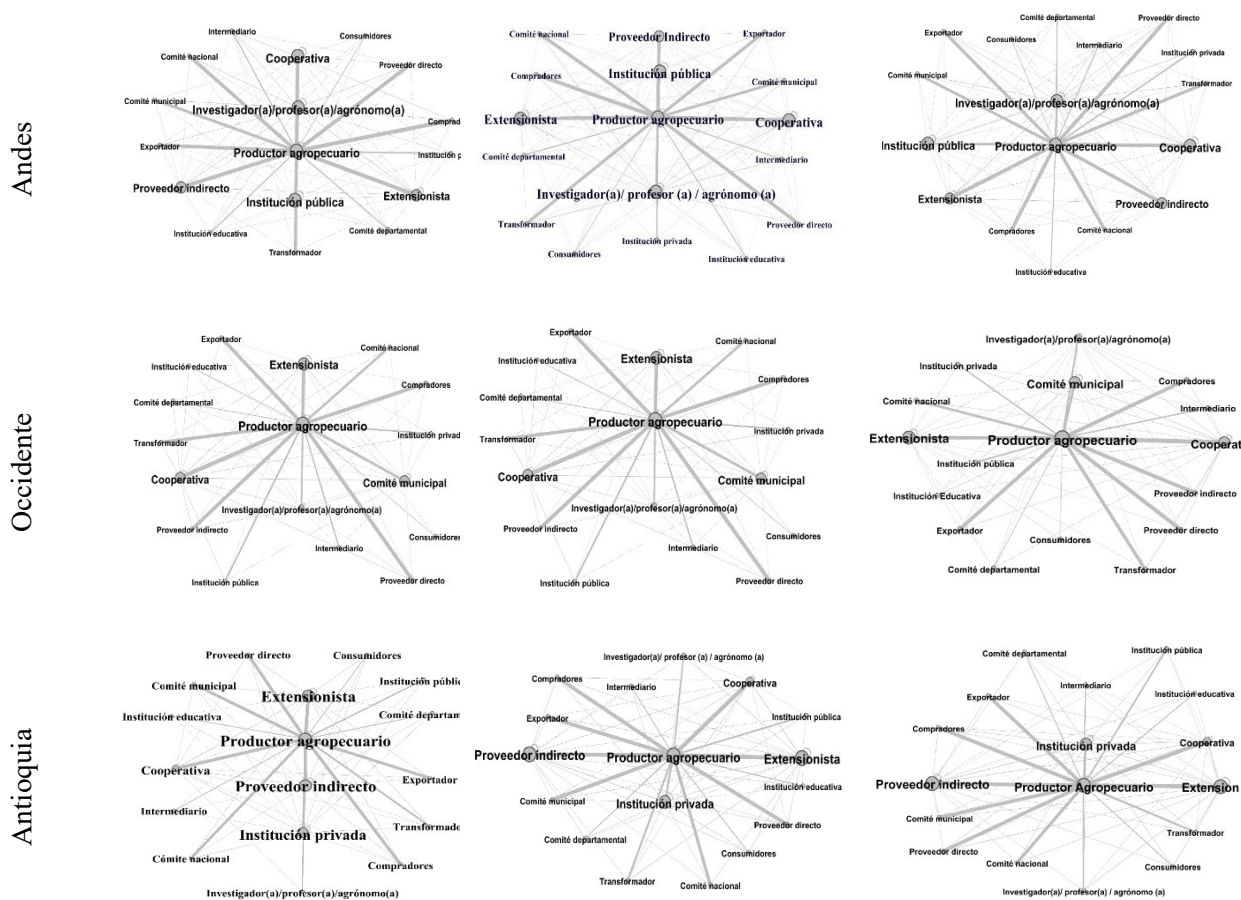 Andes
Intermediario
Consumidores
Comité nacional
Cooperativa
Proveedor directo
Comité municipal
Investigador(a)/profesor(a)/agrónomo(a)
Comprad
Exportador
Productor agropecuario
Institución p
Proveedor indirecto
Institución pública
Extensionista
Institución educativa
Comité departamental
Transformador
Comité nacional
Proveedor Indirecto
Exportador
Compradores
Institución pública
Comité municipal
Extensionista
Productor agropecuario
Cooperativa
Comité departamental
Intermediario
Investigador(a)/ profesor (a) / agrónomo (a)
Transformador
Proveedor directo
Institución privada
Consumidores
Institución educativa
Comité departamental
Proveedor directo
Exportador
Consumidores
Intermediario
Institución privada
Comité municipal
Transformador
Investigador(a)/profesor(a)/agrónomo(a)
Institución pública
Productor agropecuario
Cooperativa
Extensionista
Proveedor indirecto
Compradores
Comité nacional
Institución educativa
Occidente
Exportador
Comité nacional
Institución educativa
Extensionista
Compradores
Comité departamental
Productor agropecuario
Institución privad
Transformador
Cooperativa
Comité municipal
Investigador(a)/profesor(a)/agrónomo(a)
Proveedor indirecto
Consumidores
Intermediario
Institución pública
Proveedor directo
Exportador
Comité nacional
Institución educativa
Extensionista
Compradores
Comité departamental
Productor agropecuario
Institución privada
Transformador
Cooperativa
Comité municipal
Investigador(a)/profesor(a)/agrónomo(a)
Proveedor indirecto
Consumidores
Intermediario
Institución pública
Proveedor directo
Investigador(a)/profesor(a)/agrónomo(a)
Institución privada
Comité municipal
Compradores
Comité nacional
Intermediario
Extensionista
Productor agropecuario
Cooperat
Institución pública
Institución Educativa
Proveedor indirecto
Exportador
Consumidores
Proveedor directo
Comité departamental
Transformador
Antioquia
Proveedor directo
Consumidores
Comité municipal
Extensionista
Institución públic
Institución educativa
Comité departam
Productor agropecuario
Cooperativa
Proveedor indirecto
Exportador
Intermediario
Institución privada
Transformado
Cómite nacional
Compradores
Investigador(a)/profesor(a)/agrónomo(a)
Investigador(a)/ profesor (a) / agrónomo (a)
Compradores
Intermediario
Cooperativa
Exportador
Institución pública
Proveedor indirecto
Productor agropecuario
Extensionista
Institución educativa
Comité municipal
Institución privada
Proveedor directo
Comité departamental
Consumidores
Transformador
Comité nacional
Comité departamental
Institución pública
Exportador
Intermediario
Institución educativa
Compradores
Institución privada
Cooperativa
Proveedor indirecto
Productor Agropecuario
Extension
Comité municipal
Transformador
Proveedor directo
Comité nacional
Consumidores
Investigador(a)/ profesor(a) / agrónomo (a)